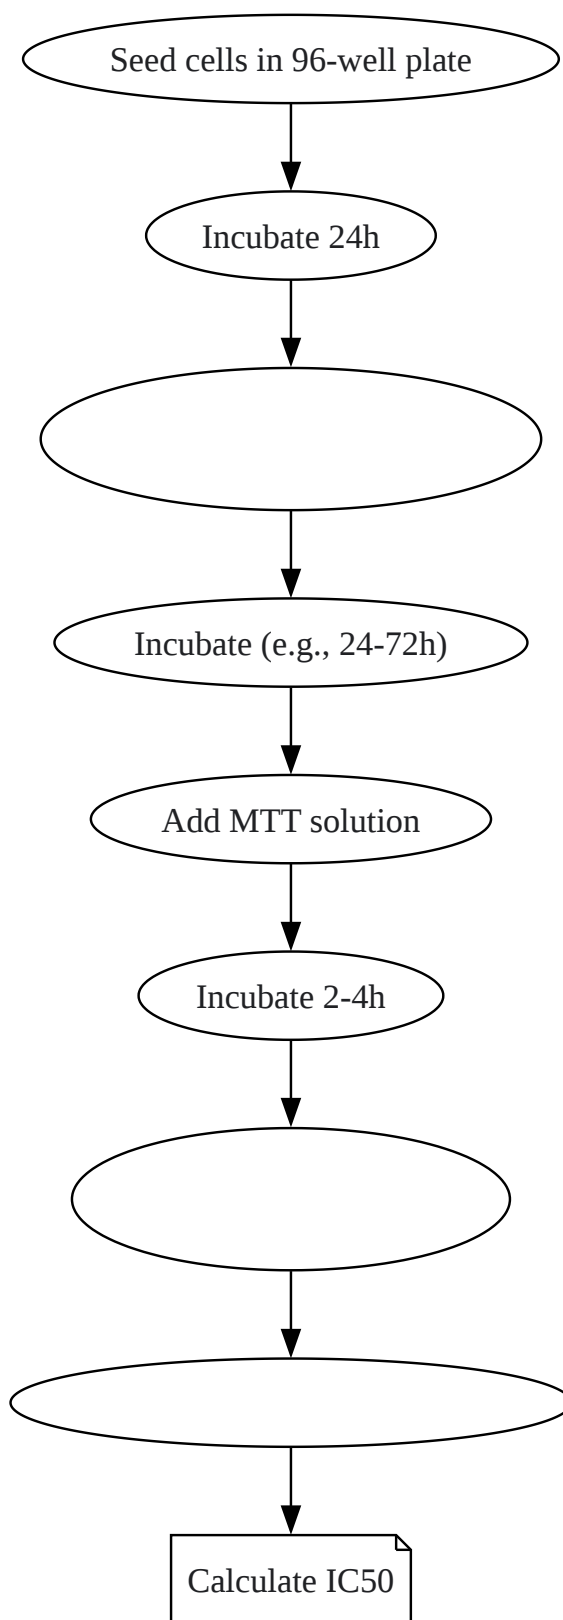 Seed cells in 96-well plate
Incubate 24h
Incubate (e.g., 24-72h)
Add MTT solution
Incubate 2-4h
Calculate IC50